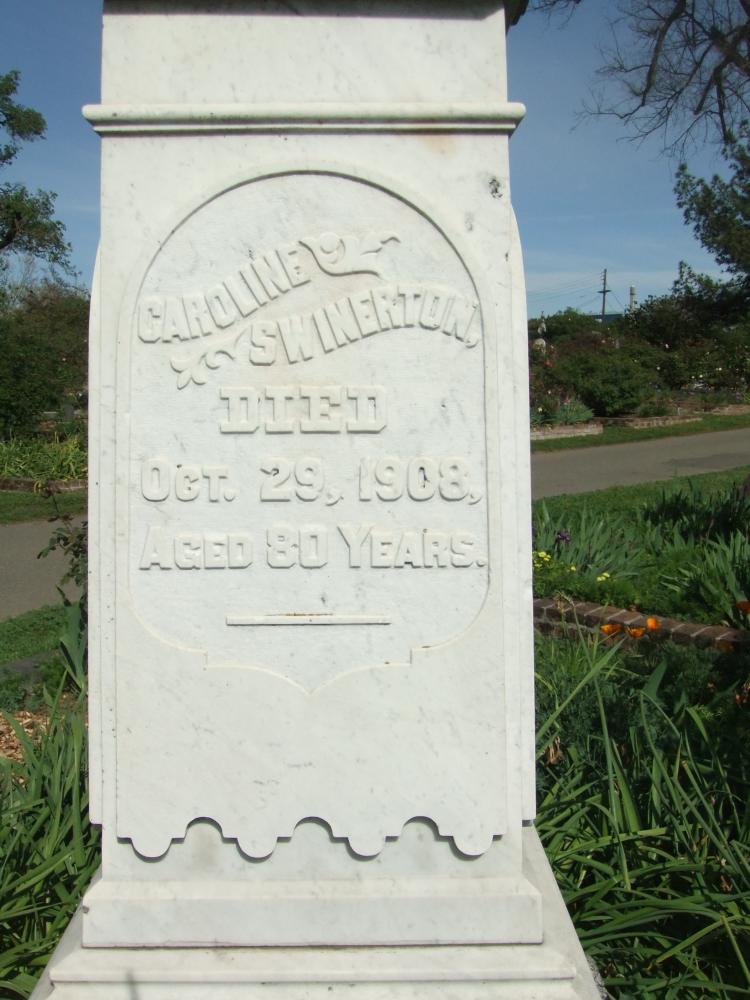 CAROLINE
SWINERTON,
DIED
OCT. 29, 1908,
AGED 80 YEARS.